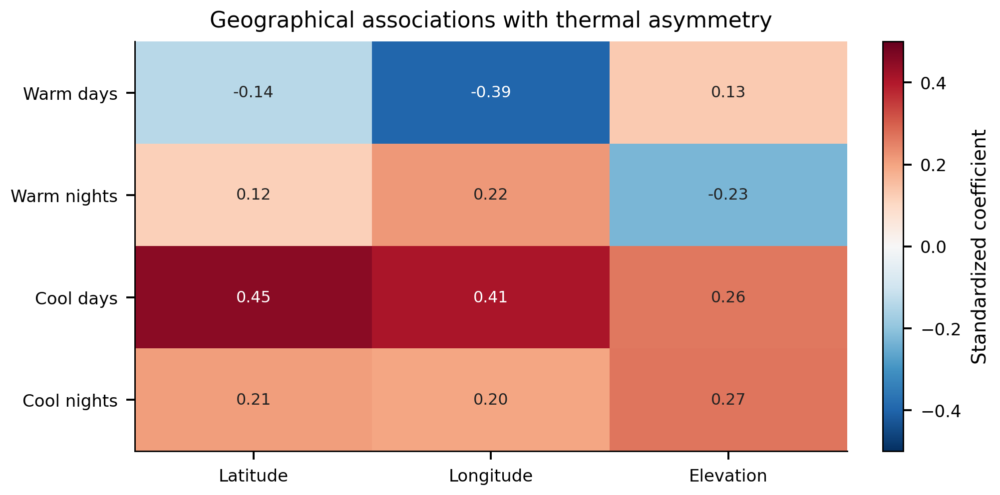 Geographical associations with thermal asymmetry
Warm days
-0.14
-0.39
0.13
Warm nights
0.12
0.22
-0.23
Cool days
0.45
0.41
0.26
Cool nights
0.21
0.20
0.27
Latitude
Longitude
Elevation
0.4
0.2
0.0
−0.2
−0.4
Standardized coefficient